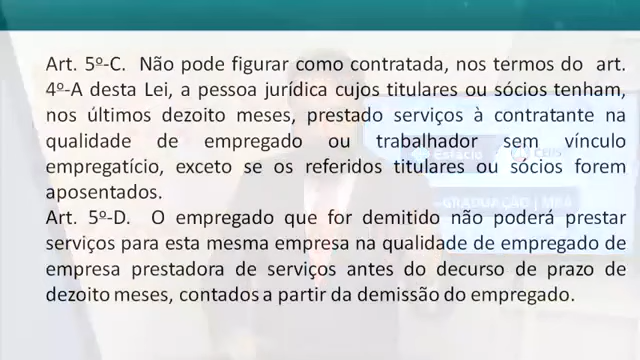 Art. 5º-C. Não pode figurar como contratada, nos termos do art.
4º-A desta Lei, a pessoa jurídica cujos titulares ou sócios tenham,
nos últimos dezoito meses, prestado serviços à contratante na
qualidade de empregado ou trabalhador sem vínculo
empregatício, exceto se os referidos titulares ou sócios forem
aposentados.
Art. 5º-D. O empregado que for demitido não poderá prestar
serviços para esta mesma empresa na qualidade de empregado de
empresa prestadora de serviços antes do decurso de prazo de
dezoito meses, contados a partir da demissão do empregado.
Estácio
GRADUAÇÃO | MBA